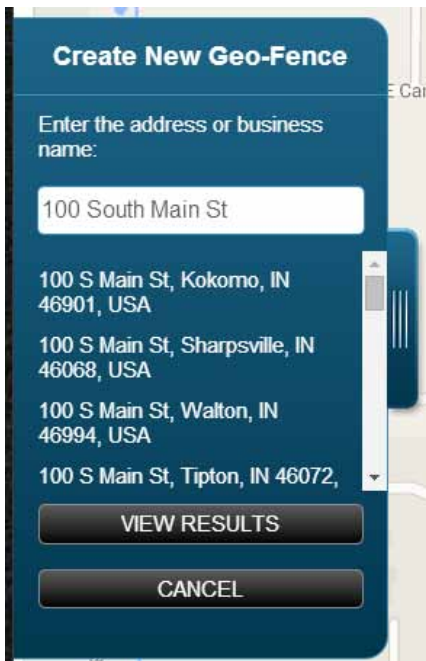 Create New Geo-Fence
E Car
Enter the address or business
name:
100 South Main St
100 S Main St, Kokomo, IN
46901, USA
100 S Main St, Sharpsville, IN
46068, USA
100 S Main St, Walton, IN
46994, USA
100 S Main St, Tipton, IN 46072,
VIEW RESULTS
CANCEL